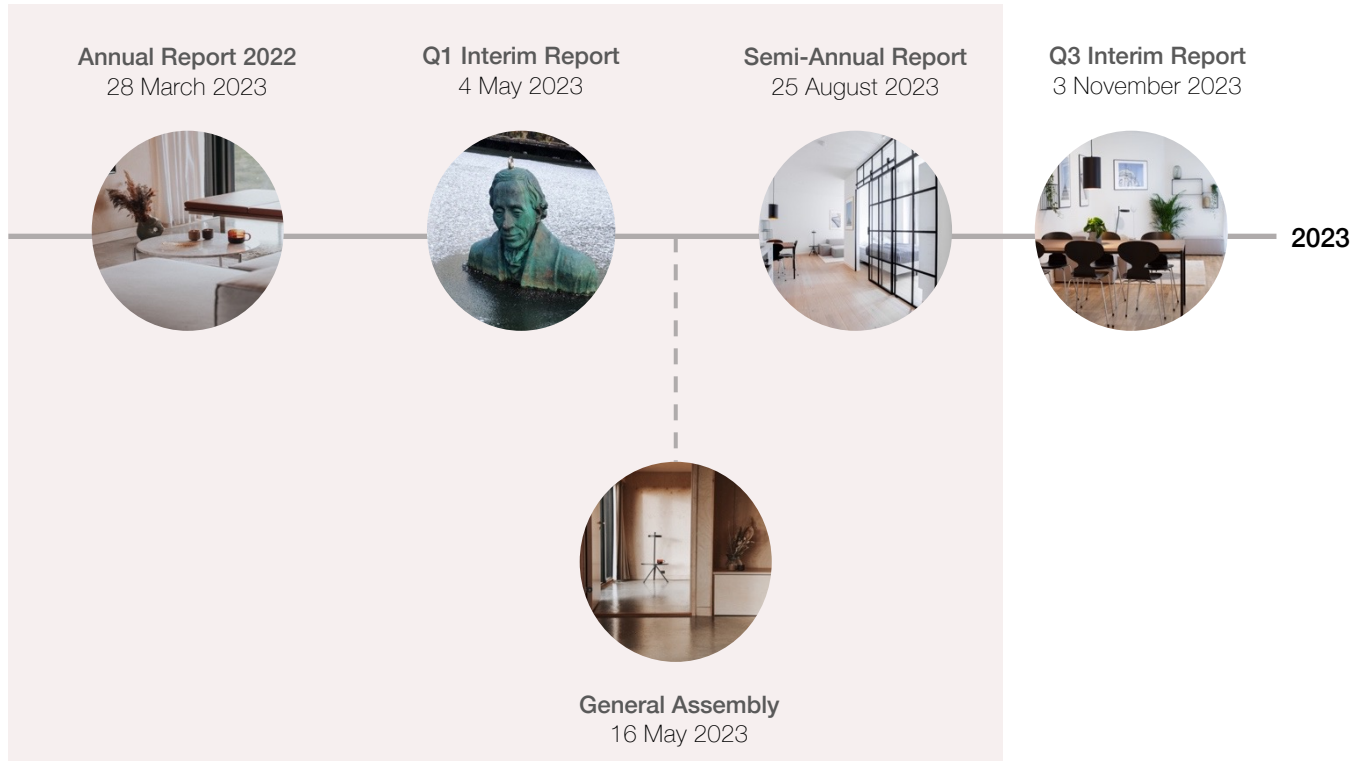 Annual Report 2022
28 March 2023
Q1 Interim Report
4 May 2023
Semi-Annual Report
25 August 2023
Q3 Interim Report
3 November 2023
2023
General Assembly
16 May 2023